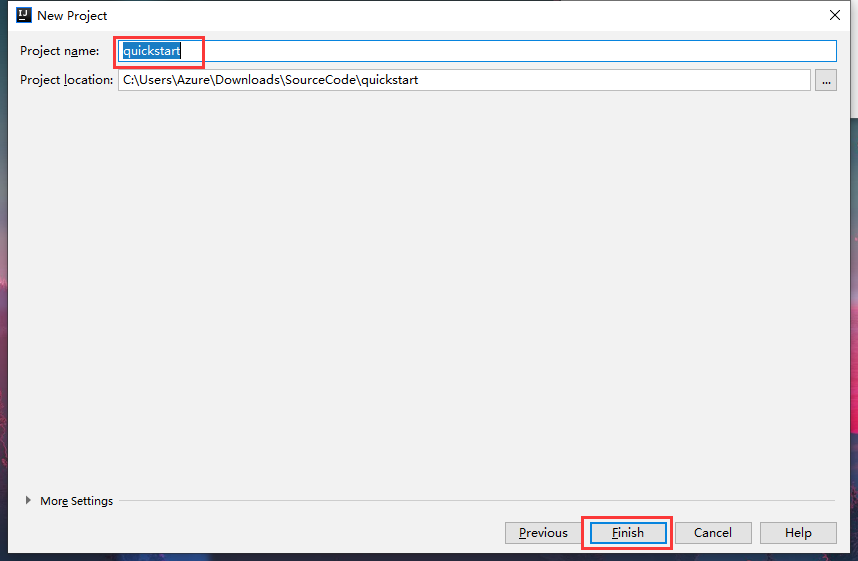 IJ New Project
Project name: quickstart
Project location: C:\Users\Azure\Downloads\SourceCode\quickstart ...
More Settings
Previous Finish Cancel Help